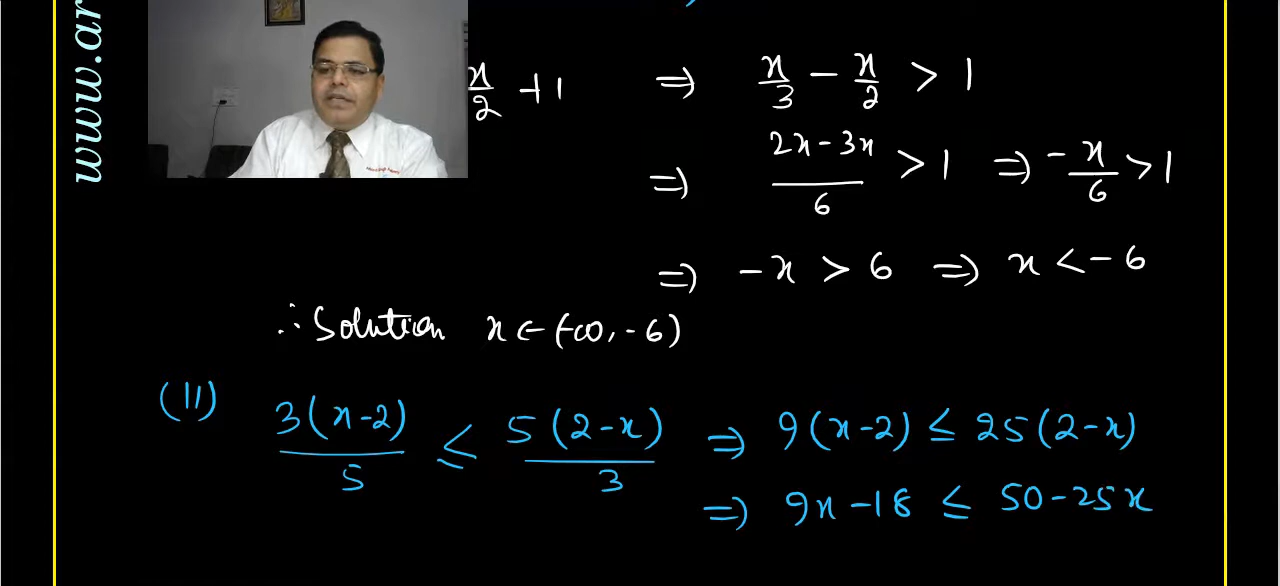 www.ar
x/2 + 1 ⇒ x/3 − x/2 > 1
⇒ (2x − 3x)/6 > 1 ⇒ −x/6 > 1
⇒ −x > 6 ⇒ x < −6
∴ Solution x ∈ (−∞, −6)
(11) 3(x−2)/5 ≤ 5(2−x)/3 ⇒ 9(x−2) ≤ 25(2−x)
⇒ 9x − 18 ≤ 50 − 25x